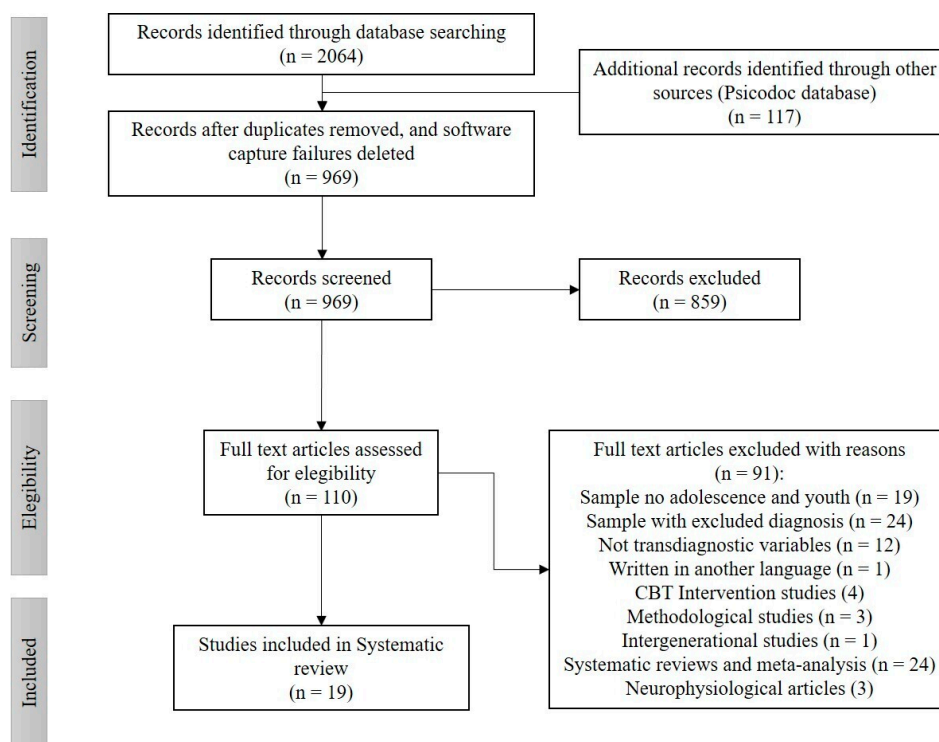 Identification
Records identified through database searching
(n = 2064)
Additional records identified through other
sources (Psicodoc database)
(n = 117)
Records after duplicates removed, and software
capture failures deleted
(n = 969)
Screening
Records screened
(n = 969)
Records excluded
(n = 859)
Elegibility
Full text articles assessed
for elegibility
(n = 110)
Full text articles excluded with reasons
(n = 91):
Sample no adolescence and youth (n = 19)
Sample with excluded diagnosis (n = 24)
Not transdiagnostic variables (n = 12)
Written in another language (n = 1)
CBT Intervention studies (4)
Methodological studies (n = 3)
Intergenerational studies (n = 1)
Systematic reviews and meta-analysis (n = 24)
Neurophysiological articles (3)
Included
Studies included in Systematic
review
(n = 19)